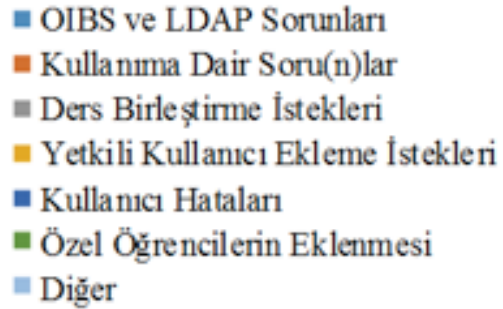 OIBS ve LDAP Sorunları
Kullanıma Dair Soru(n)lar
Ders Birleştirme İstekleri
Yetkili Kullanıcı Ekleme İstekleri
Kullanıcı Hataları
Özel Öğrencilerin Eklenmesi
Diğer